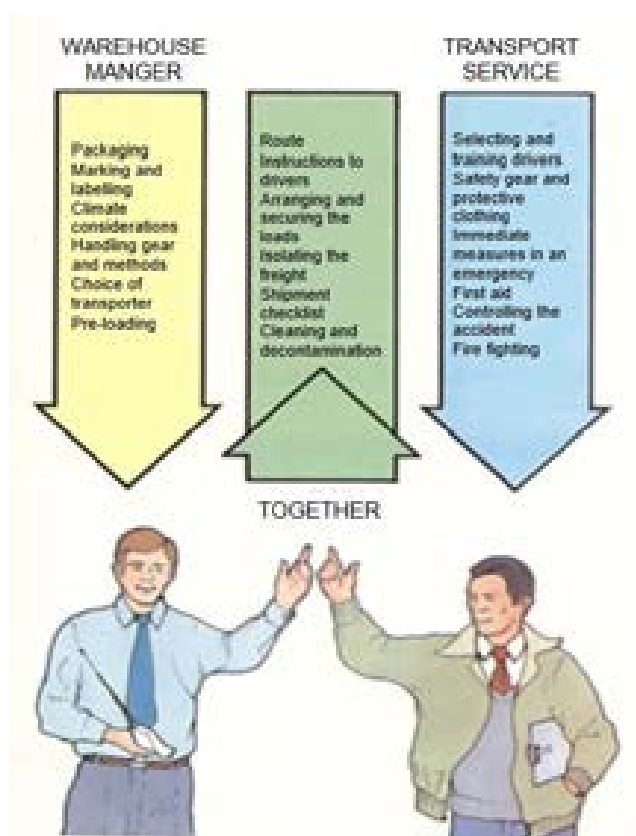 WAREHOUSE
MANGER
Packaging
Marking and
labelling
Climate
considerations
Handling gear
and methods
Choice of
transporter
Pre-loading
Route
Instructions to
drivers
Arranging and
securing the
loads
Isolating the
freight
Shipment
checklist
Cleaning and
decontamination
TRANSPORT
SERVICE
Selecting and
training drivers
Safety gear and
protective
clothing
Immediate
measures in an
emergency
First aid
Controlling the
accident
Fire fighting
TOGETHER